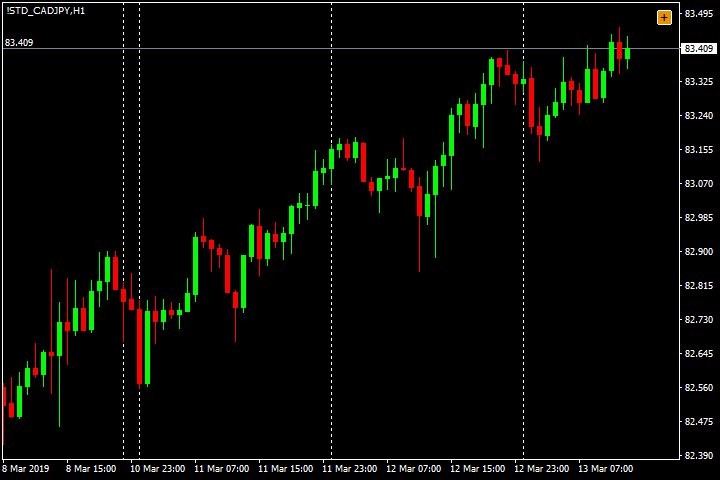 !STD_CADJPY,H1
+
83.495
83.409
83.409
83.325
83.240
83.155
83.070
82.985
82.900
82.815
82.730
82.645
82.560
82.475
82.390
8 Mar 2019
8 Mar 15:00
10 Mar 23:00
11 Mar 07:00
11 Mar 15:00
11 Mar 23:00
12 Mar 07:00
12 Mar 15:00
12 Mar 23:00
13 Mar 07:00